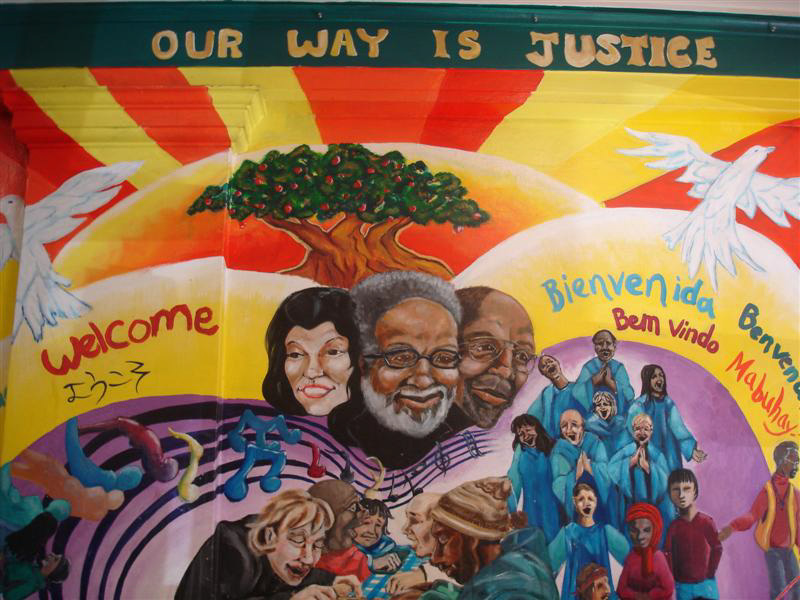 OUR WAY IS JUSTICE
Welcome
ようこそ
Bienvenida
Bem Vindo
Mabuhay